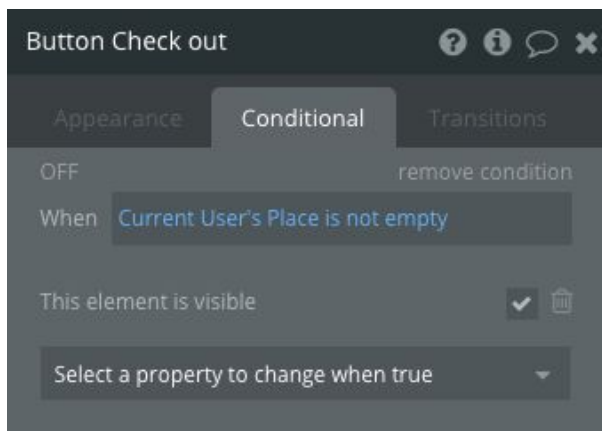 Button Check out
Appearance Conditional Transitions
OFF remove condition
When Current User's Place is not empty
This element is visible
Select a property to change when true